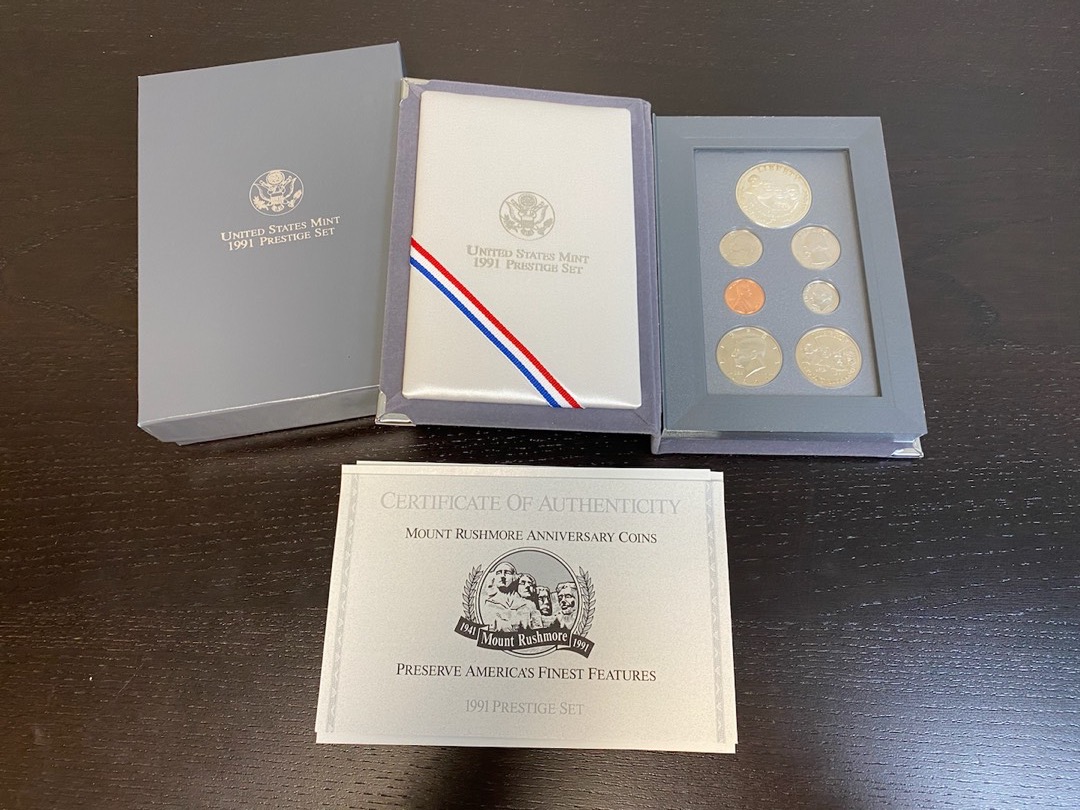 UNITED STATES MINT
1991 PRESTIGE SET
UNITED STATES MINT
1991 PRESTIGE SET
CERTIFICATE OF AUTHENTICITY
MOUNT RUSHMORE ANNIVERSARY COINS
1941 Mount Rushmore 1991
PRESERVE AMERICA'S FINEST FEATURES
1991 PRESTIGE SET